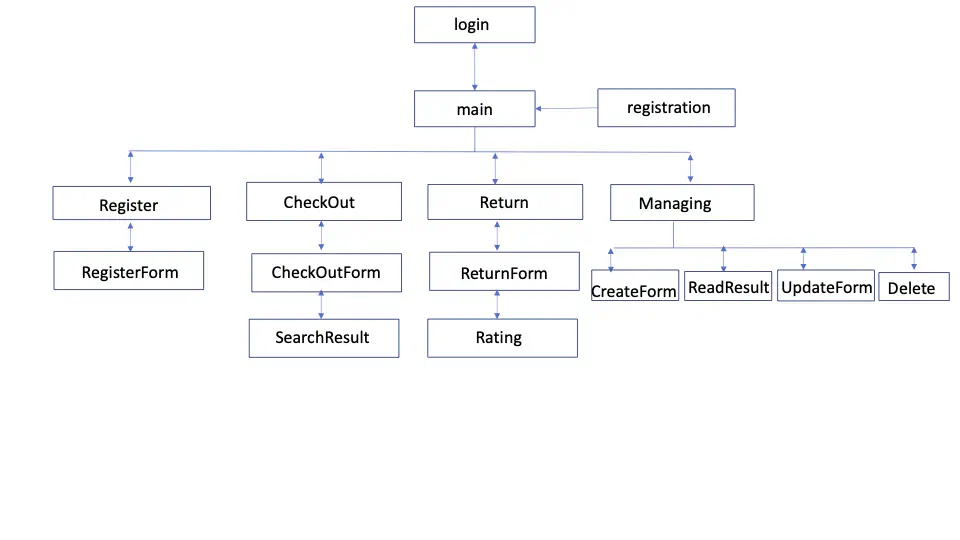 login
main
registration
Register
CheckOut
Return
Managing
RegisterForm
CheckOutForm
ReturnForm
CreateForm
ReadResult
UpdateForm
Delete
SearchResult
Rating